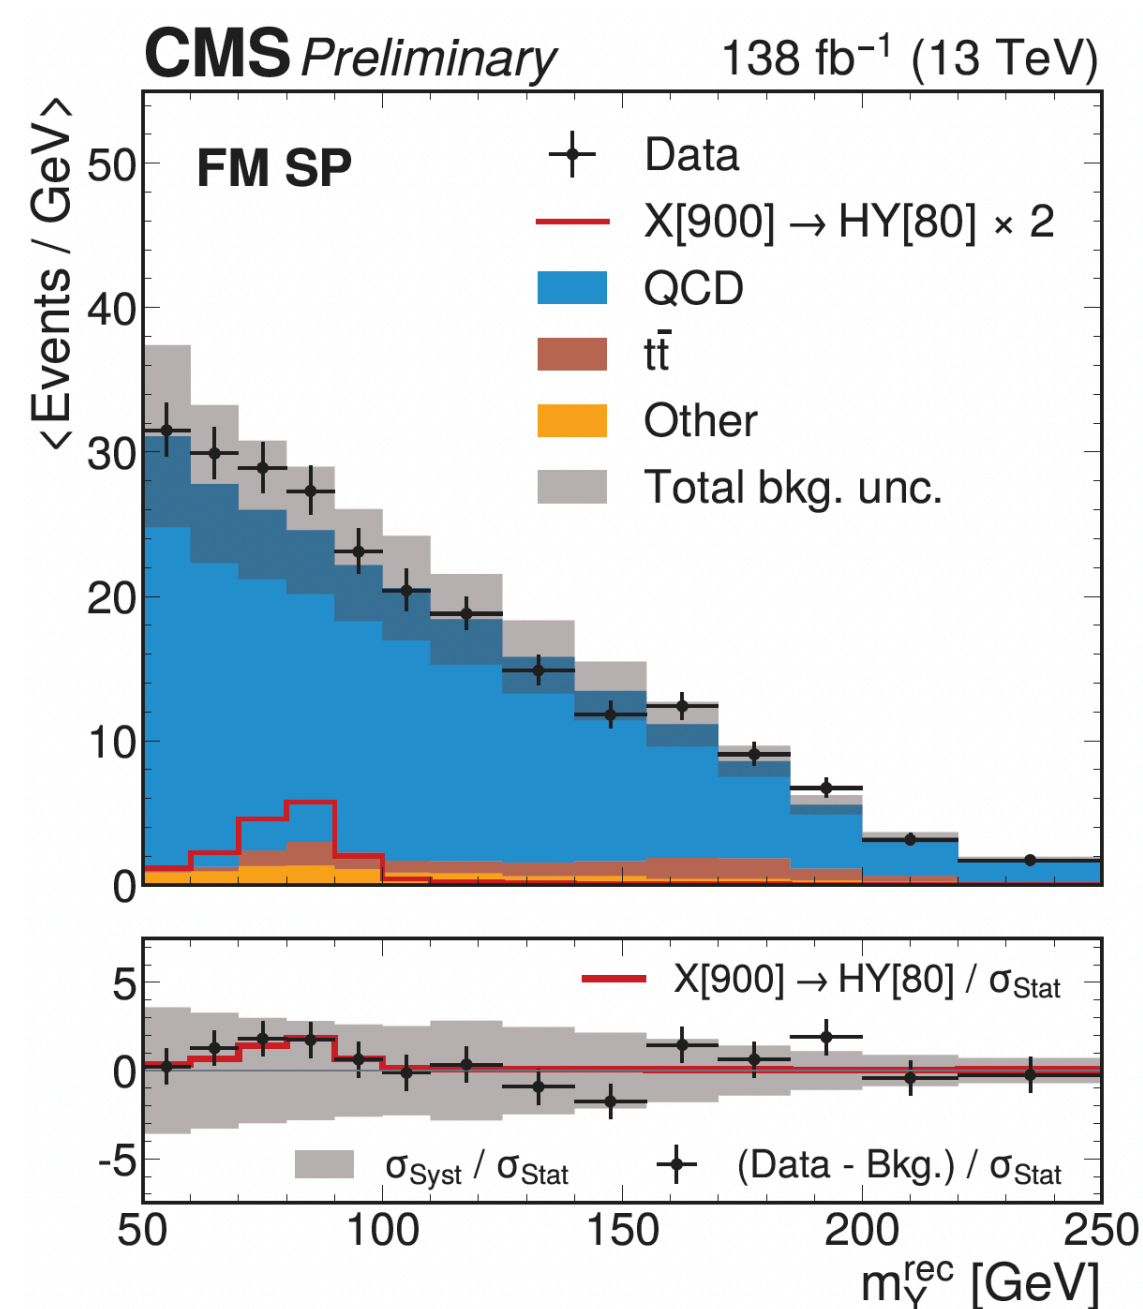 CMS Preliminary 138 fb⁻¹ (13 TeV)
<Events / GeV>
FM SP
Data
X[900] → HY[80] × 2
QCD
tt̄
Other
Total bkg. unc.
50
40
30
20
10
0
X[900] → HY[80] / σStat
5
0
-5
σSyst / σStat
(Data - Bkg.) / σStat
50 100 150 200 250
m_Y^rec [GeV]